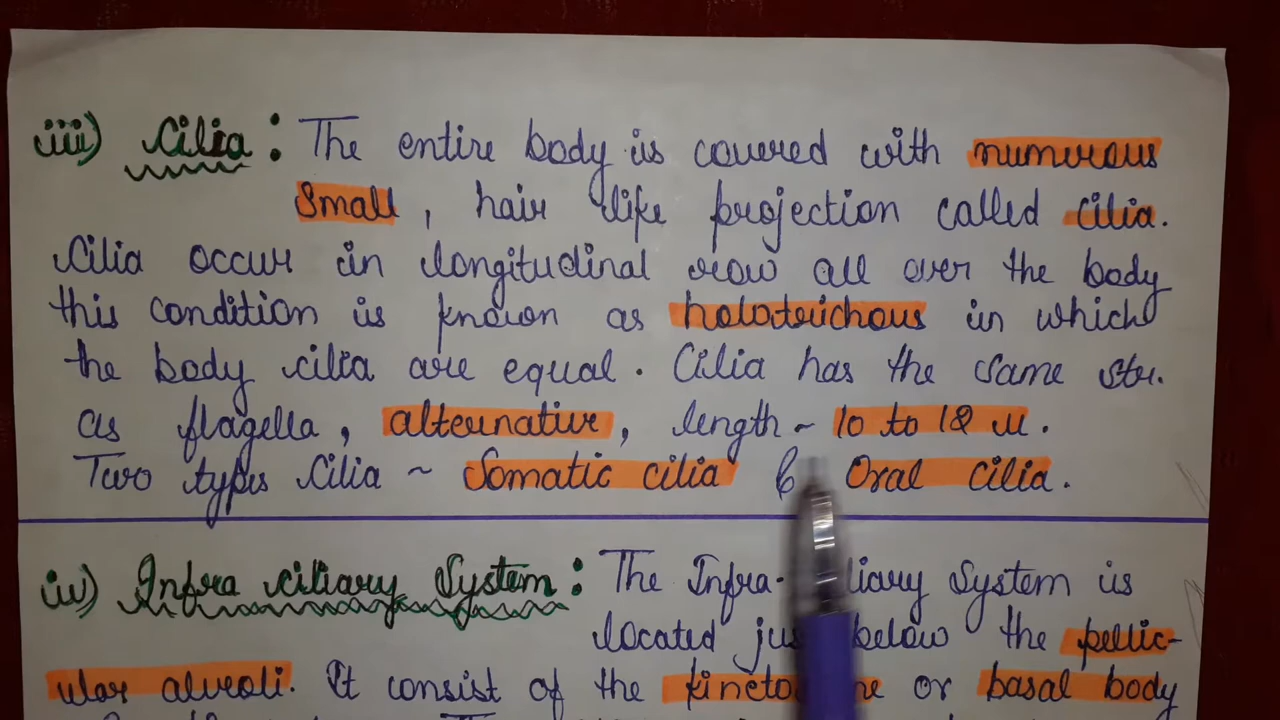 iii) Cilia : The entire body is covered with numerous
small, hair like projection called cilia.
Cilia occur in longitudinal row all over the body
this condition is known as holotrichous in which
the body cilia are equal. Cilia has the same str.
as flagella, alternative, length ~ 10 to 12 u.
Two types Cilia ~ Somatic cilia & Oral cilia.
iv) Infra ciliary System : The Infra- liary System is
located below the pellic-
ular alveoli. It consist of the or basal body